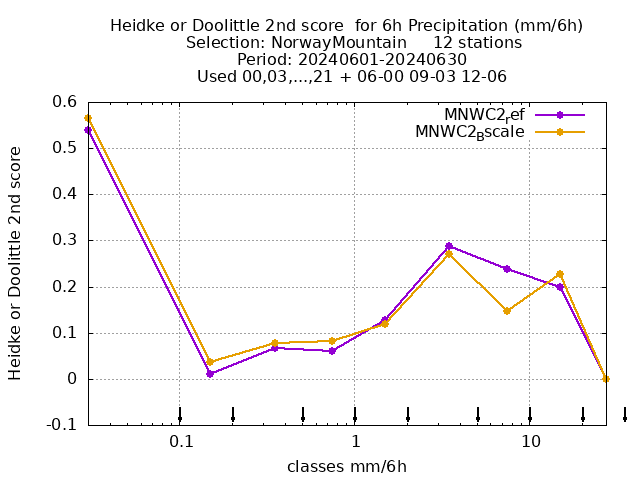 Heidke or Doolittle 2nd score  for 6h Precipitation (mm/6h)
Selection: NorwayMountain     12 stations
Period: 20240601-20240630
Used 00,03,...,21 + 06-00 09-03 12-06
MNWC2ref
MNWC2Bscale
0.6
0.5
0.4
0.3
0.2
0.1
0
-0.1
Heidke or Doolittle 2nd score
0.1
1
10
classes mm/6h